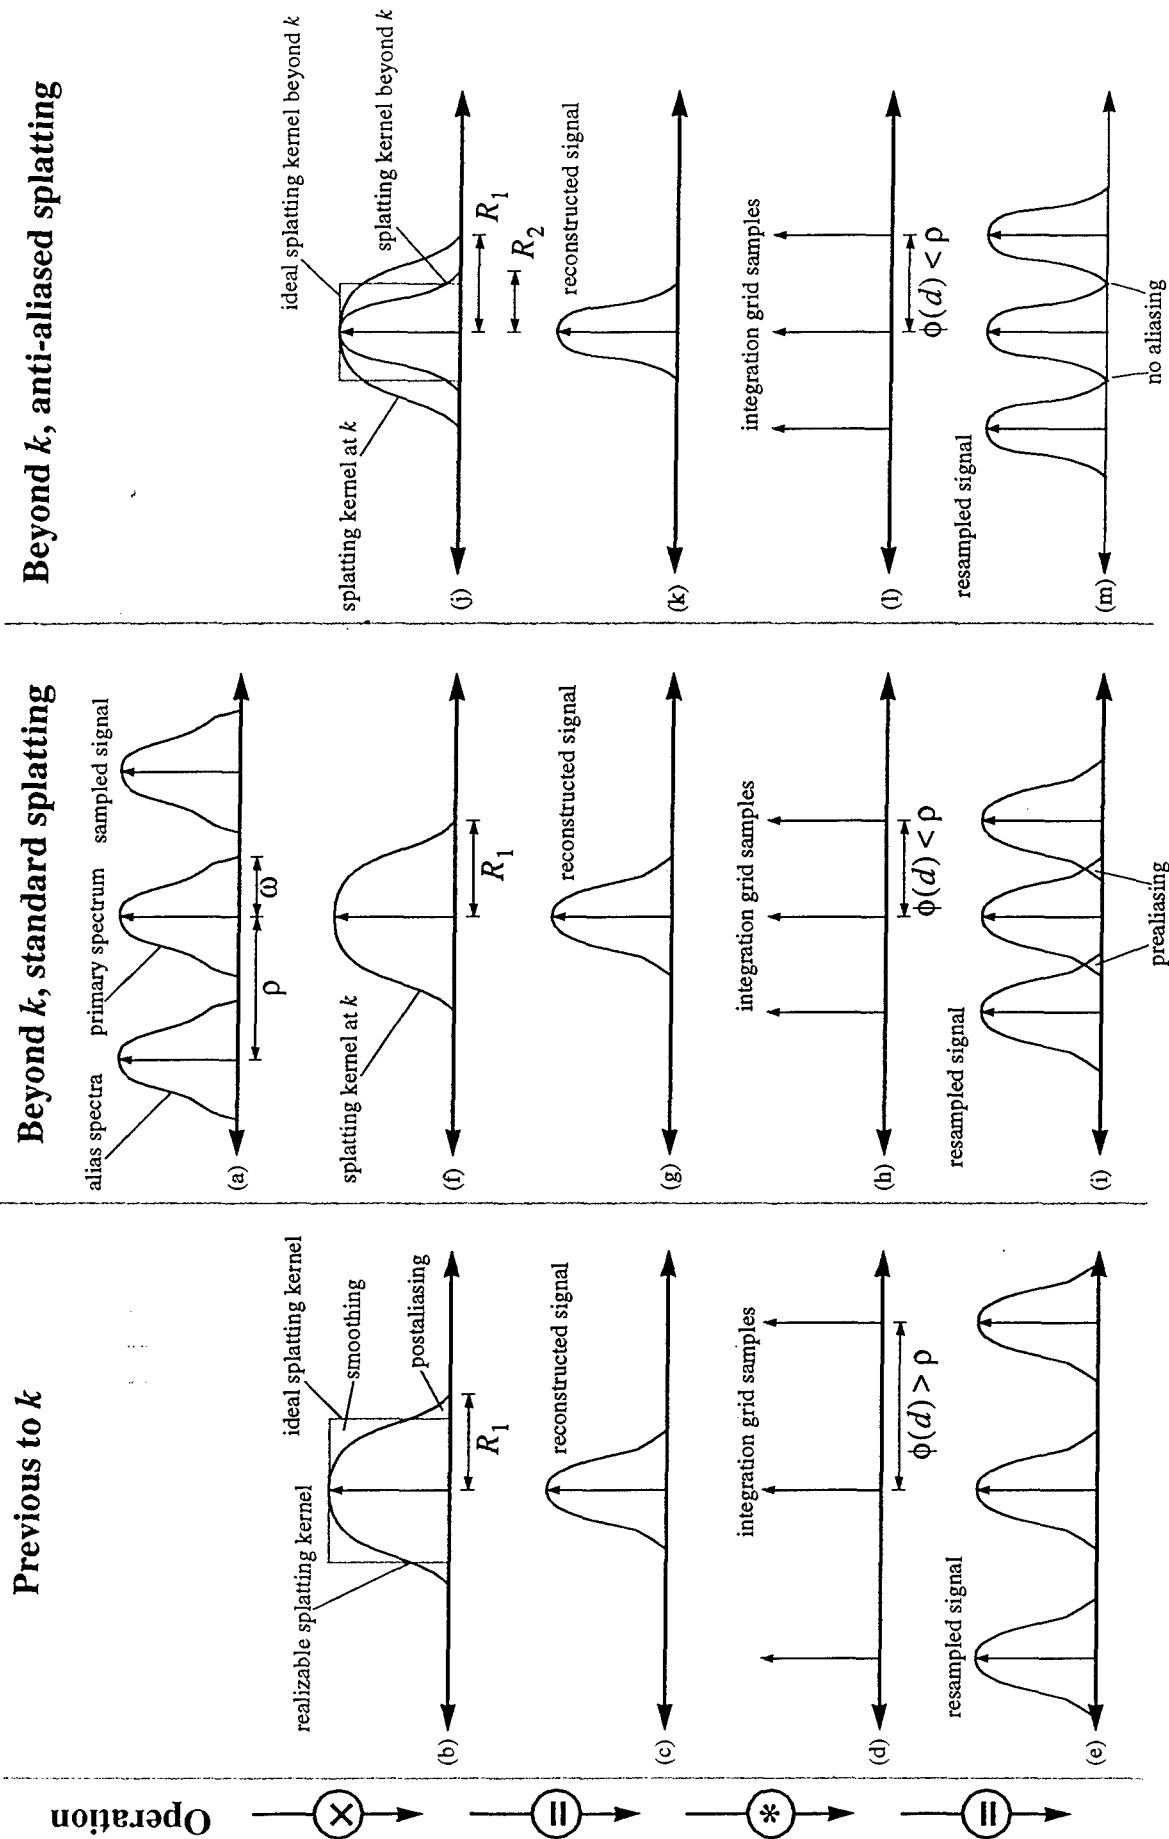 Operation
×
=
*
=
Previous to k
realizable splatting kernel
ideal splatting kernel
smoothing
postaliasing
R1
(b)
reconstructed signal
(c)
integration grid samples
ϕ(d) > ρ
(d)
resampled signal
(e)
Beyond k, standard splatting
alias spectra
primary spectrum
sampled signal
ρ
ω
(a)
splatting kernel at k
R1
(f)
reconstructed signal
(g)
integration grid samples
ϕ(d) < ρ
(h)
resampled signal
prealiasing
(i)
Beyond k, anti-aliased splatting
ideal splatting kernel beyond k
splatting kernel beyond k
splatting kernel at k
R1
R2
(j)
reconstructed signal
(k)
integration grid samples
ϕ(d) < ρ
(l)
resampled signal
no aliasing
(m)